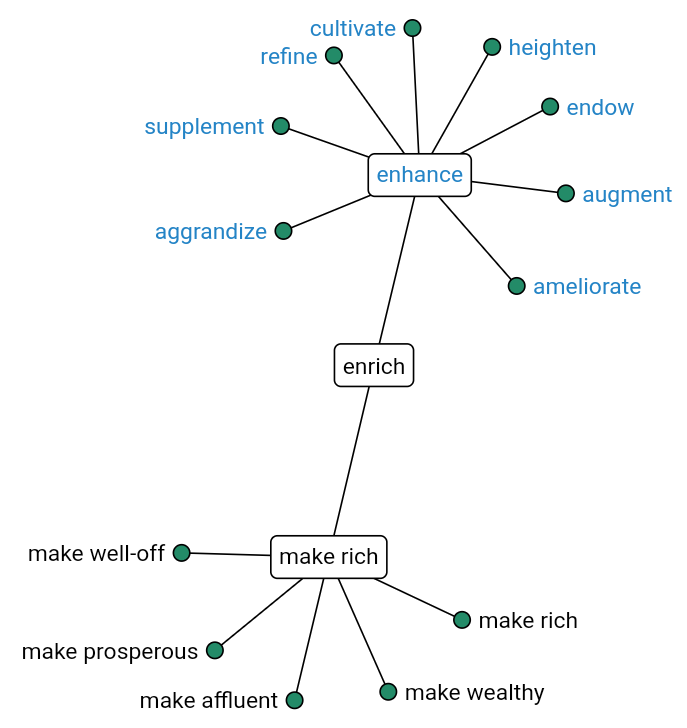 cultivate
refine
heighten
endow
supplement
enhance
augment
aggrandize
ameliorate
enrich
make well-off
make rich
make rich
make prosperous
make affluent
make wealthy